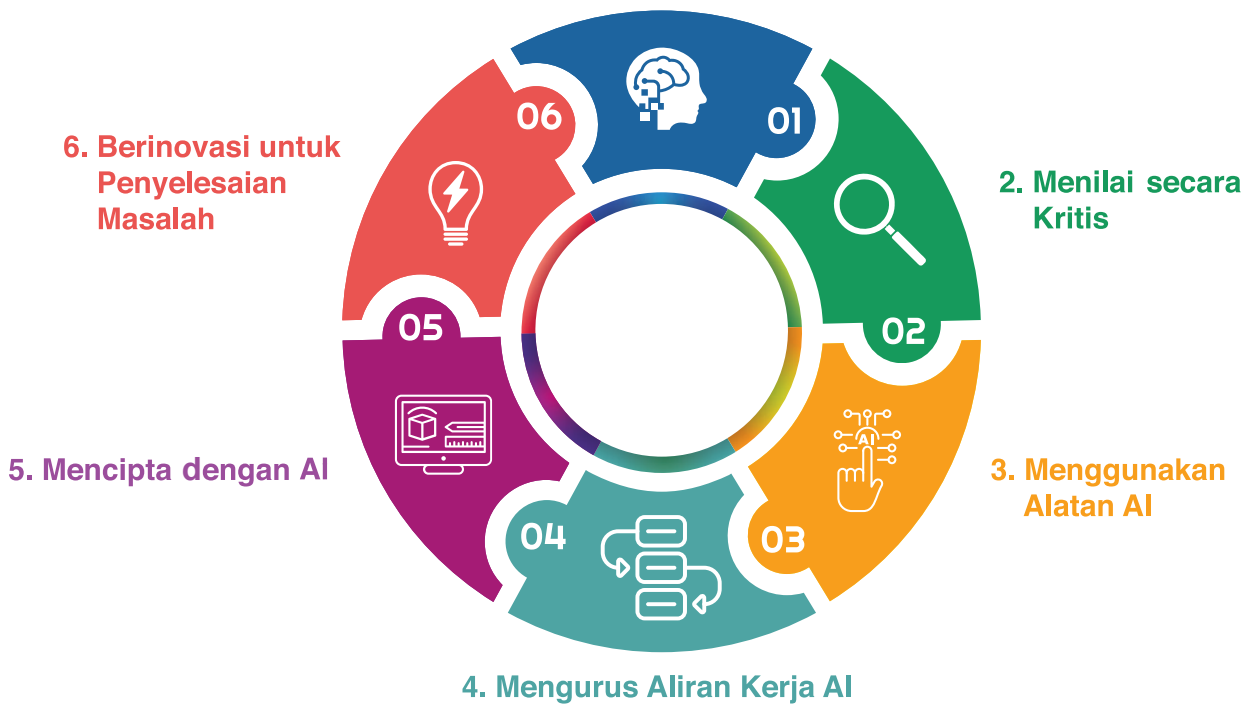 01
2. Menilai secara
Kritis
02
3. Menggunakan
Alatan AI
AI
03
4. Mengurus Aliran Kerja AI
04
5. Mencipta dengan AI
05
6. Berinovasi untuk
Penyelesaian
Masalah
06